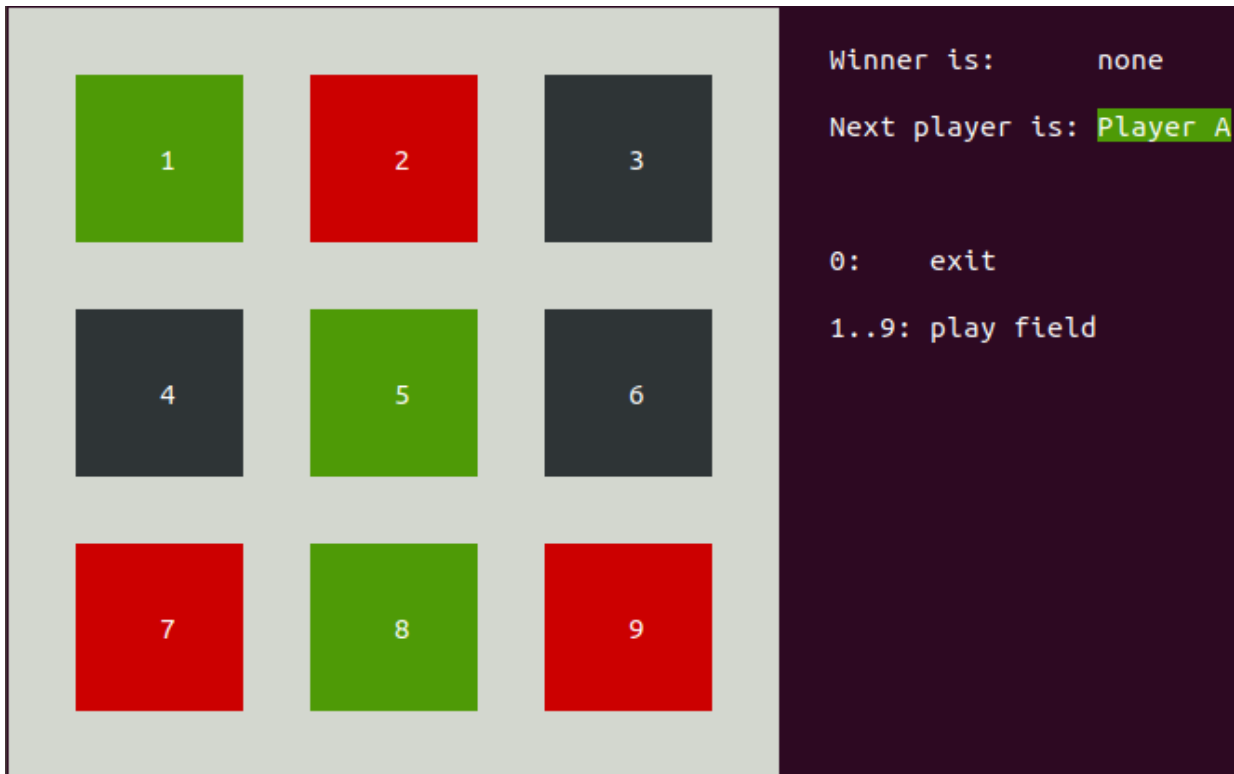 1 2 3
4 5 6
7 8 9
Winner is: none
Next player is: Player A
0: exit
1..9: play field